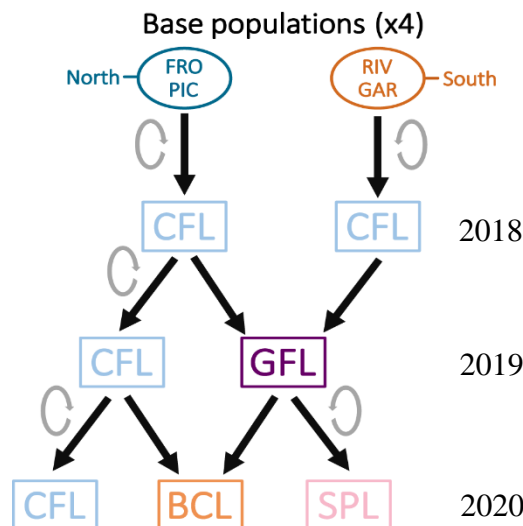 Base populations (x4)
North
FRO
PIC
RIV
GAR
South
CFL
CFL
2018
CFL
GFL
2019
CFL
BCL
SPL
2020